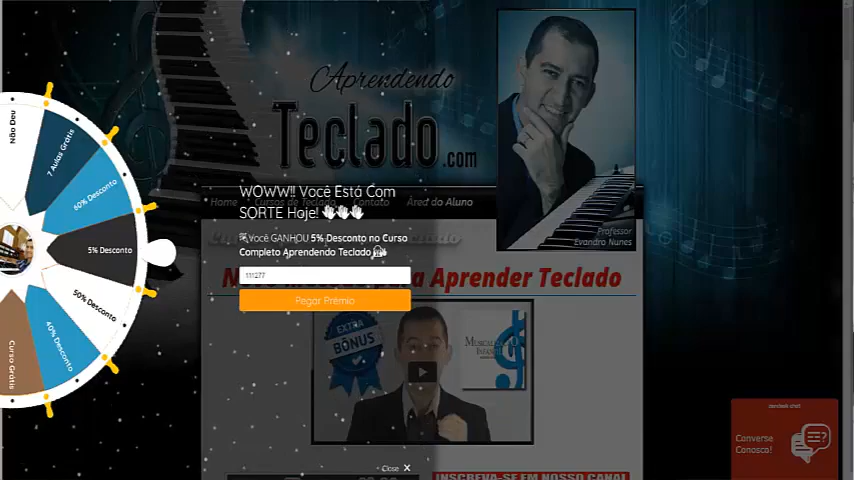 Aprendendo
Teclado.com
Home
Cursos de Teclado
Contato
Área do Aluno
Professor
Evandro Nunes
Não Deu
7 Aulas Grátis
60% Desconto
5% Desconto
50% Desconto
40% Desconto
Curso Grátis
WOWW!! Você Está Com
SORTE Hoje!
Você GANHOU 5% Desconto no Curso
Completo Aprendendo Teclado
111277
Pegar Prêmio
Aprender Teclado
EXTRA
BÔNUS
Close X
INSCREVA-SE EM NOSSO CANAL
zendesk chat
Converse
Conosco!